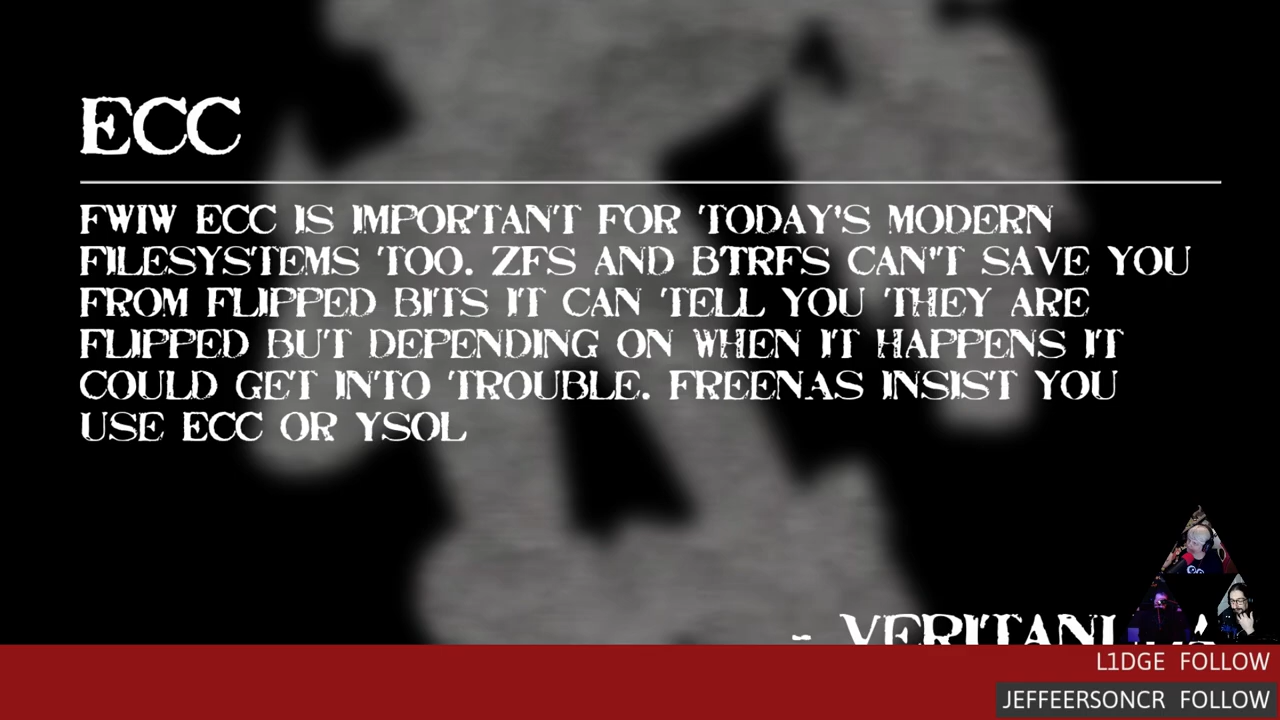 ECC
FWIW ECC IS IMPORTANT FOR TODAY'S MODERN
FILESYSTEMS TOO. ZFS AND BTRFS CAN"T SAVE YOU
FROM FLIPPED BITS IT CAN TELL YOU THEY ARE
FLIPPED BUT DEPENDING ON WHEN IT HAPPENS IT
COULD GET INTO TROUBLE. FREENAS INSIST YOU
USE ECC OR YSOL
L1DGE FOLLOW
JEFFEERSONCR FOLLOW